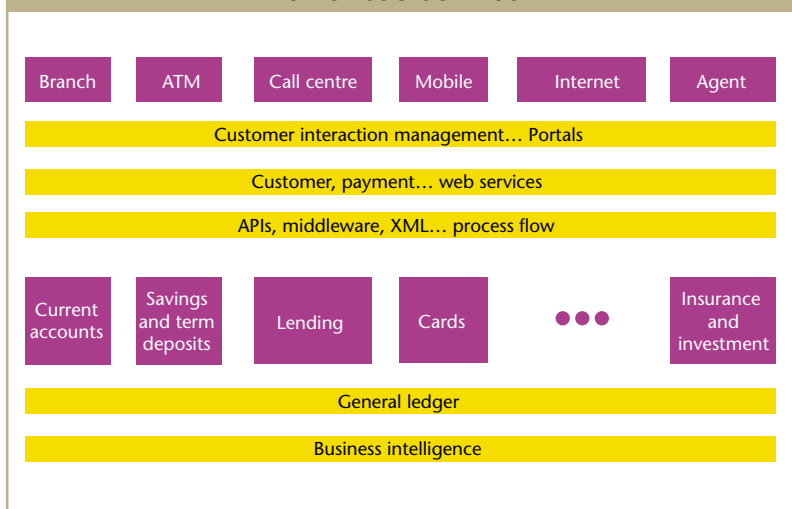 Branch
ATM
Call centre
Mobile
Internet
Agent
Customer interaction management… Portals
Customer, payment… web services
APIs, middleware, XML… process flow
Current
accounts
Savings
and term
deposits
Lending
Cards
Insurance
and
investment
General ledger
Business intelligence